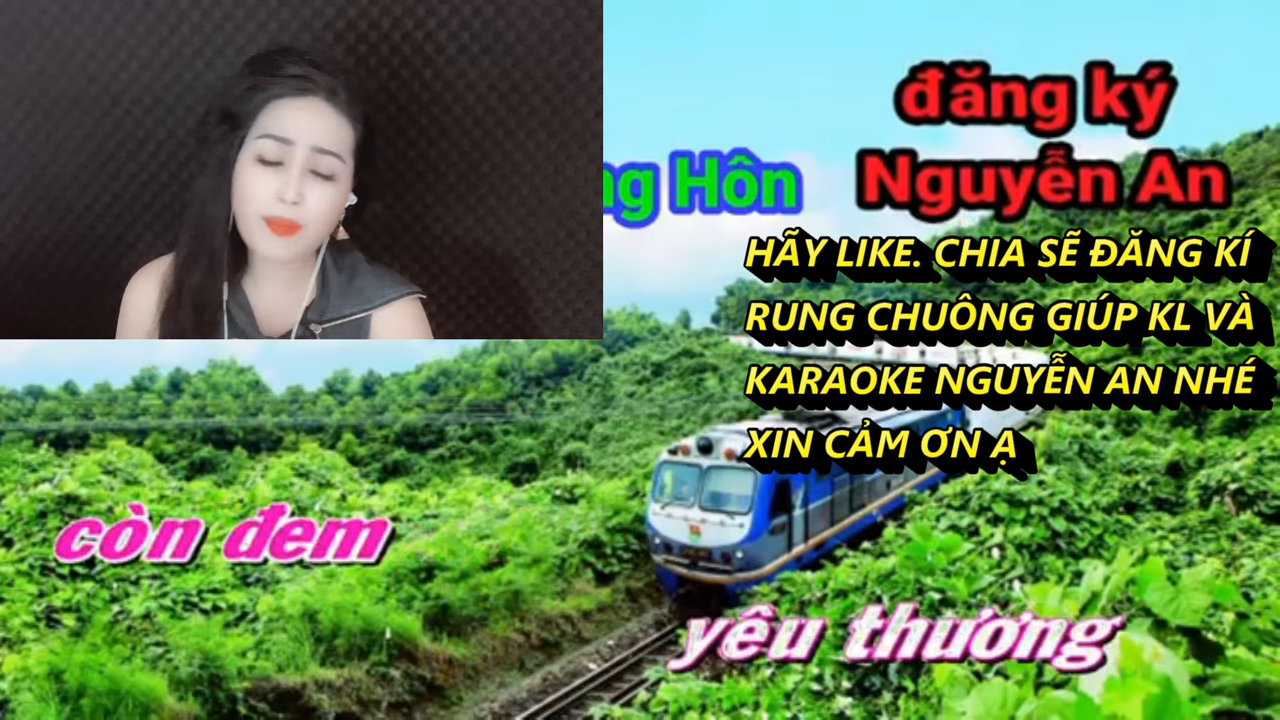 đăng ký
Hôn
Nguyễn An
HÃY LIKE. CHIA SẼ ĐĂNG KÍ
RUNG CHUÔNG GIÚP KL VÀ
KARAOKE NGUYỄN AN NHÉ
XIN CẢM ƠN Ạ
còn đem
yêu thương